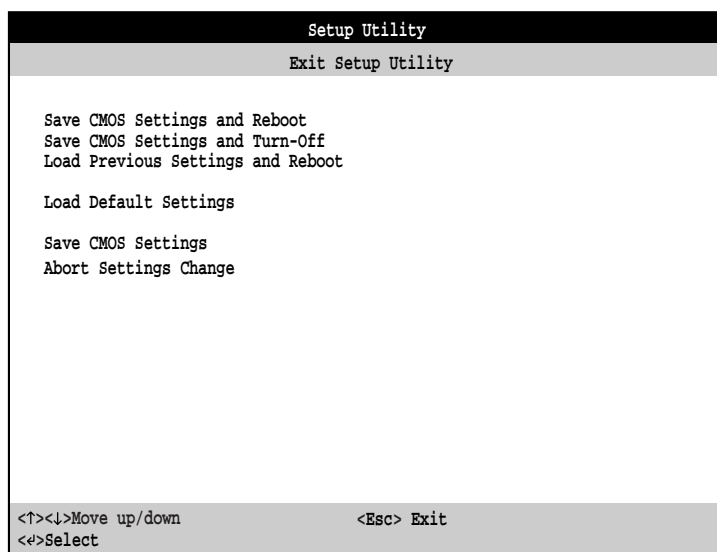 Setup Utility
Exit Setup Utility
Save CMOS Settings and Reboot
Save CMOS Settings and Turn-Off
Load Previous Settings and Reboot
Load Default Settings
Save CMOS Settings
Abort Settings Change
<↑><↓>Move up/down <Esc> Exit
<↵>Select